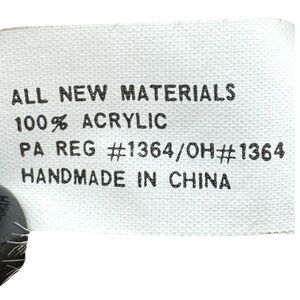 ALL NEW MATERIALS
100% ACRYLIC
PA REG #1364/OH#1364
HANDMADE IN CHINA